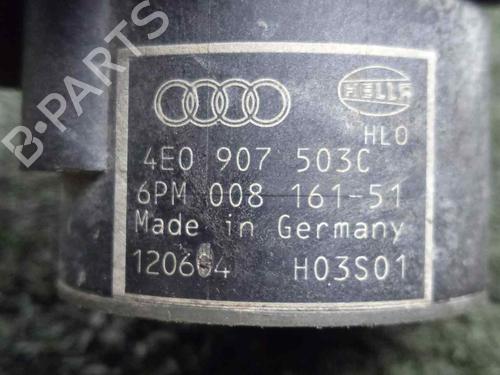 B-PARTS
HELLA
HLO
4E0 907 503C
6PM 008 161-51
Made in Germany
120604 H03S01